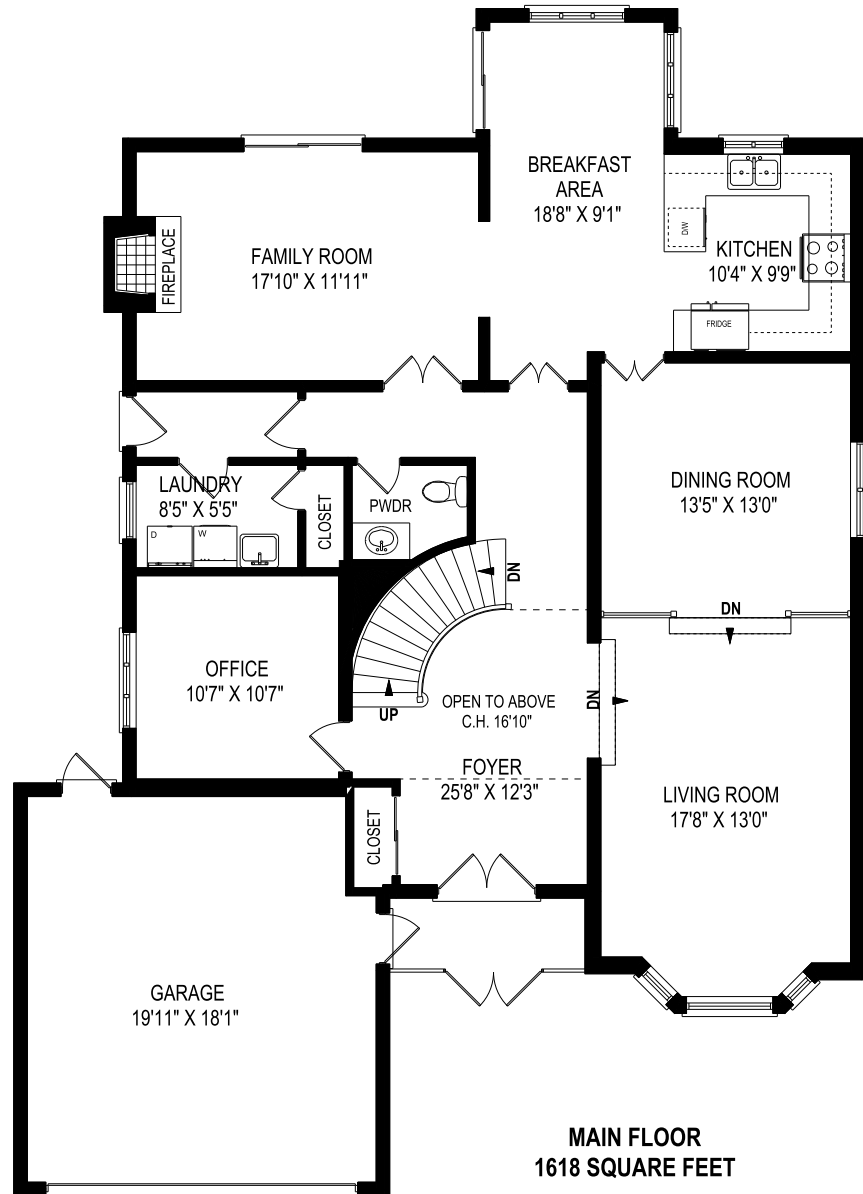 BREAKFAST
AREA
18'8" X 9'1"
FAMILY ROOM
17'10" X 11'11"
FIREPLACE
D/W
KITCHEN
10'4" X 9'9"
FRIDGE
LAUNDRY
8'5" X 5'5"
D
W
CLOSET
PWDR
DINING ROOM
13'5" X 13'0"
DN
DN
OFFICE
10'7" X 10'7"
UP
OPEN TO ABOVE
C.H. 16'10"
DN
FOYER
25'8" X 12'3"
LIVING ROOM
17'8" X 13'0"
CLOSET
GARAGE
19'11" X 18'1"
MAIN FLOOR
1618 SQUARE FEET